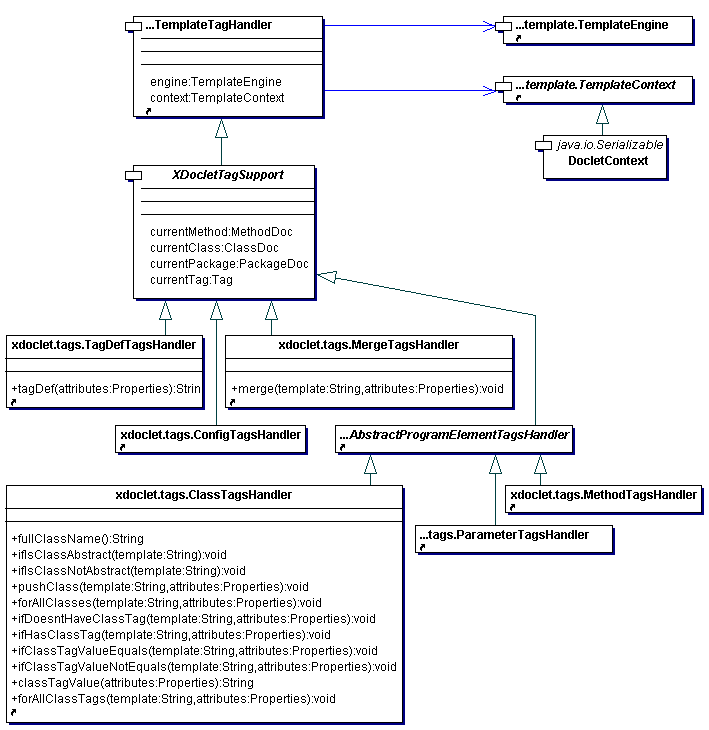 ...TemplateTagHandler
engine:TemplateEngine
context:TemplateContext
...template.TemplateEngine
...template.TemplateContext
java.io.Serializable
DocletContext
XDocletTagSupport
currentMethod:MethodDoc
currentClass:ClassDoc
currentPackage:PackageDoc
currentTag:Tag
xdoclet.tags.TagDefTagsHandler
+tagDef(attributes:Properties):Strin
xdoclet.tags.MergeTagsHandler
+merge(template:String,attributes:Properties):void
xdoclet.tags.ConfigTagsHandler
...AbstractProgramElementTagsHandler
xdoclet.tags.ClassTagsHandler
+fullClassName():String
+ifIsClassAbstract(template:String):void
+ifIsClassNotAbstract(template:String):void
+pushClass(template:String,attributes:Properties):void
+forAllClasses(template:String,attributes:Properties):void
+ifDoesntHaveClassTag(template:String,attributes:Properties):void
+ifHasClassTag(template:String,attributes:Properties):void
+ifClassTagValueEquals(template:String,attributes:Properties):void
+ifClassTagValueNotEquals(template:String,attributes:Properties):void
+classTagValue(attributes:Properties):String
+forAllClassTags(template:String,attributes:Properties):void
xdoclet.tags.MethodTagsHandler
...tags.ParameterTagsHandler